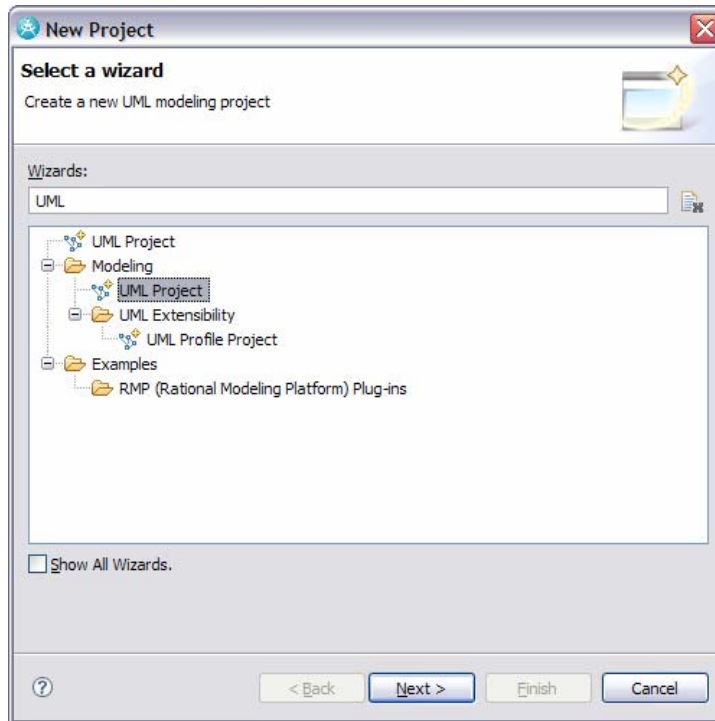 New Project
Select a wizard
Create a new UML modeling project
Wizards:
UML
UML Project
Modeling
UML Project
UML Extensibility
UML Profile Project
Examples
RMP (Rational Modeling Platform) Plug-ins
Show All Wizards.
? < Back Next > Finish Cancel